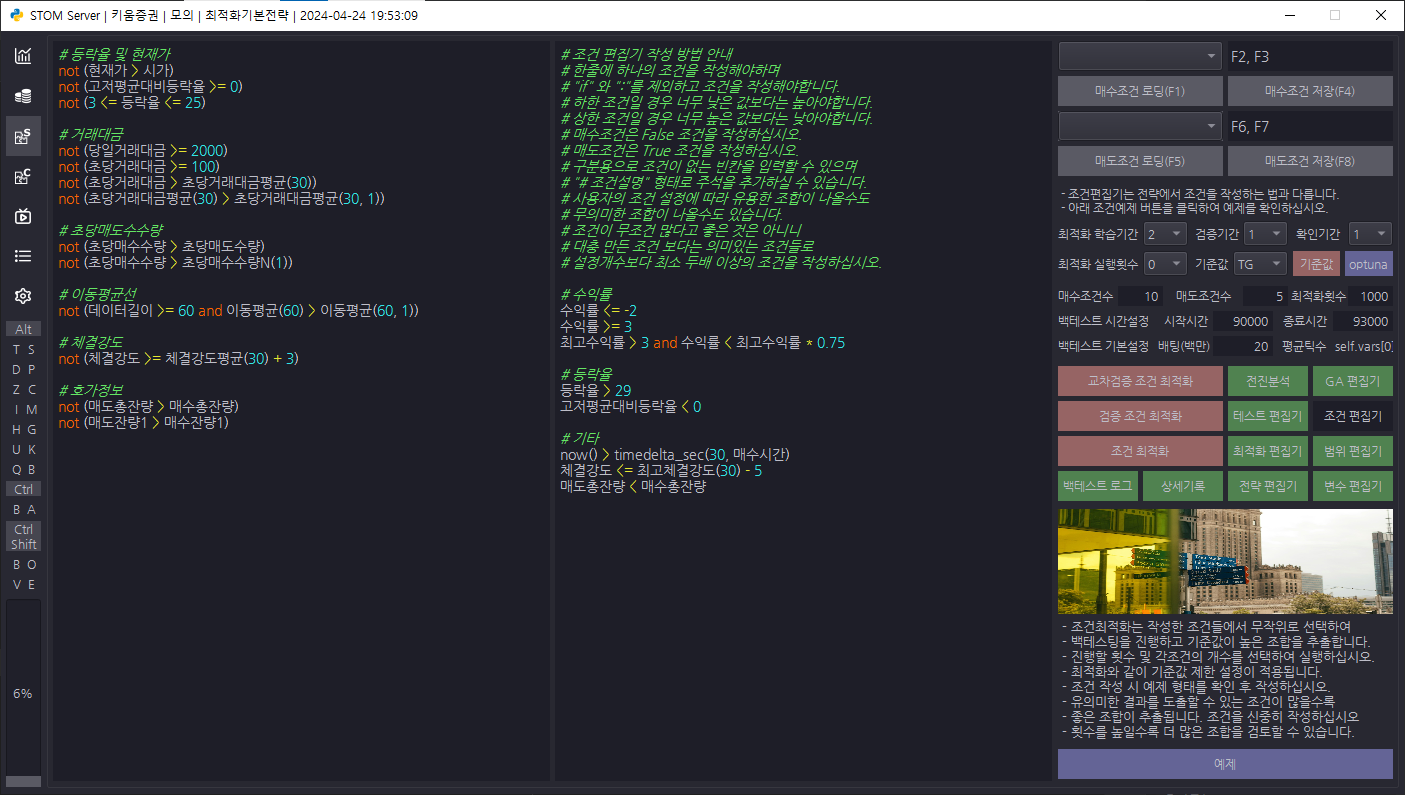 STOM Server | 키움증권 | 모의 | 최적화기본전략 | 2024-04-24 19:53:09
Alt
T S
D P
Z C
I M
H G
U K
Q B
Ctrl
B A
Ctrl
Shift
B O
V E
6%
# 등락율 및 현재가
not (현재가 > 시가)
not (고저평균대비등락율 >= 0)
not (3 <= 등락율 <= 25)
# 거래대금
not (당일거래대금 >= 2000)
not (초당거래대금 >= 100)
not (초당거래대금 > 초당거래대금평균(30))
not (초당거래대금평균(30) > 초당거래대금평균(30, 1))
# 초당매도수수량
not (초당매수수량 > 초당매도수량)
not (초당매수수량 > 초당매수수량N(1))
# 이동평균선
not (데이터길이 >= 60 and 이동평균(60) > 이동평균(60, 1))
# 체결강도
not (체결강도 >= 체결강도평균(30) + 3)
# 호가정보
not (매도총잔량 > 매수총잔량)
not (매도잔량1 > 매수잔량1)
# 조건 편집기 작성 방법 안내
# 한줄에 하나의 조건을 작성해야하며
# "if" 와 ":"를 제외하고 조건을 작성해야합니다.
# 하한 조건일 경우 너무 낮은 값보다는 높아야합니다.
# 상한 조건일 경우 너무 높은 값보다는 낮아야합니다.
# 매수조건은 False 조건을 작성하십시오.
# 매도조건은 True 조건을 작성하십시오
# 구분용으로 조건이 없는 빈칸을 입력할 수 있으며
# "# 조건설명" 형태로 주석을 추가하실 수 있습니다.
# 사용자의 조건 설정에 따라 유용한 조합이 나올수도
# 무의미한 조합이 나올수도 있습니다.
# 조건이 무조건 많다고 좋은 것은 아니니
# 대충 만든 조건 보다는 의미있는 조건들로
# 설정개수보다 최소 두배 이상의 조건을 작성하십시오.
# 수익률
수익률 <= -2
수익률 >= 3
최고수익률 > 3 and 수익률 < 최고수익률 * 0.75
# 등락율
등락율 > 29
고저평균대비등락율 < 0
# 기타
now() > timedelta_sec(30, 매수시간)
체결강도 <= 최고체결강도(30) - 5
매도총잔량 < 매수총잔량
F2, F3
매수조건 로딩(F1) 매수조건 저장(F4)
F6, F7
매도조건 로딩(F5) 매도조건 저장(F8)
- 조건편집기는 전략에서 조건을 작성하는 법과 다릅니다.
- 아래 조건예제 버튼을 클릭하여 예제를 확인하십시오.
최적화 학습기간 2 검증기간 1 확인기간 1
최적화 실행횟수 0 기준값 TG 기준값 optuna
매수조건수 10 매도조건수 5 최적화횟수 1000
백테스트 시간설정 시작시간 90000 종료시간 93000
백테스트 기본설정 배팅(백만) 20 평균틱수 self.vars[0]
교차검증 조건 최적화 전진분석 GA 편집기
검증 조건 최적화 테스트 편집기 조건 편집기
조건 최적화 최적화 편집기 범위 편집기
백테스트 로그 상세기록 전략 편집기 변수 편집기
- 조건최적화는 작성한 조건들에서 무작위로 선택하여
- 백테스팅을 진행하고 기준값이 높은 조합을 추출합니다.
- 진행할 횟수 및 각조건의 개수를 선택하여 실행하십시오.
- 최적화와 같이 기준값 제한 설정이 적용됩니다.
- 조건 작성 시 예제 형태를 확인 후 작성하십시오.
- 유의미한 결과를 도출할 수 있는 조건이 많을수록
- 좋은 조합이 추출됩니다. 조건을 신중히 작성하십시오
- 횟수를 높일수록 더 많은 조합을 검토할 수 있습니다.
예제